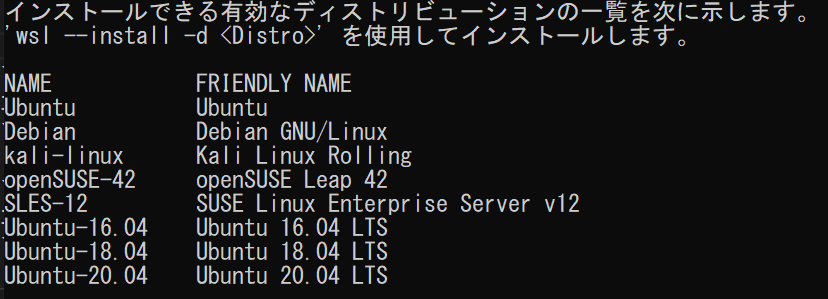 インストールできる有効なディストリビューションの一覧を次に示します。
'wsl --install -d <Distro>' を使用してインストールします。
NAME FRIENDLY NAME
Ubuntu Ubuntu
Debian Debian GNU/Linux
kali-linux Kali Linux Rolling
openSUSE-42 openSUSE Leap 42
SLES-12 SUSE Linux Enterprise Server v12
Ubuntu-16.04 Ubuntu 16.04 LTS
Ubuntu-18.04 Ubuntu 18.04 LTS
Ubuntu-20.04 Ubuntu 20.04 LTS